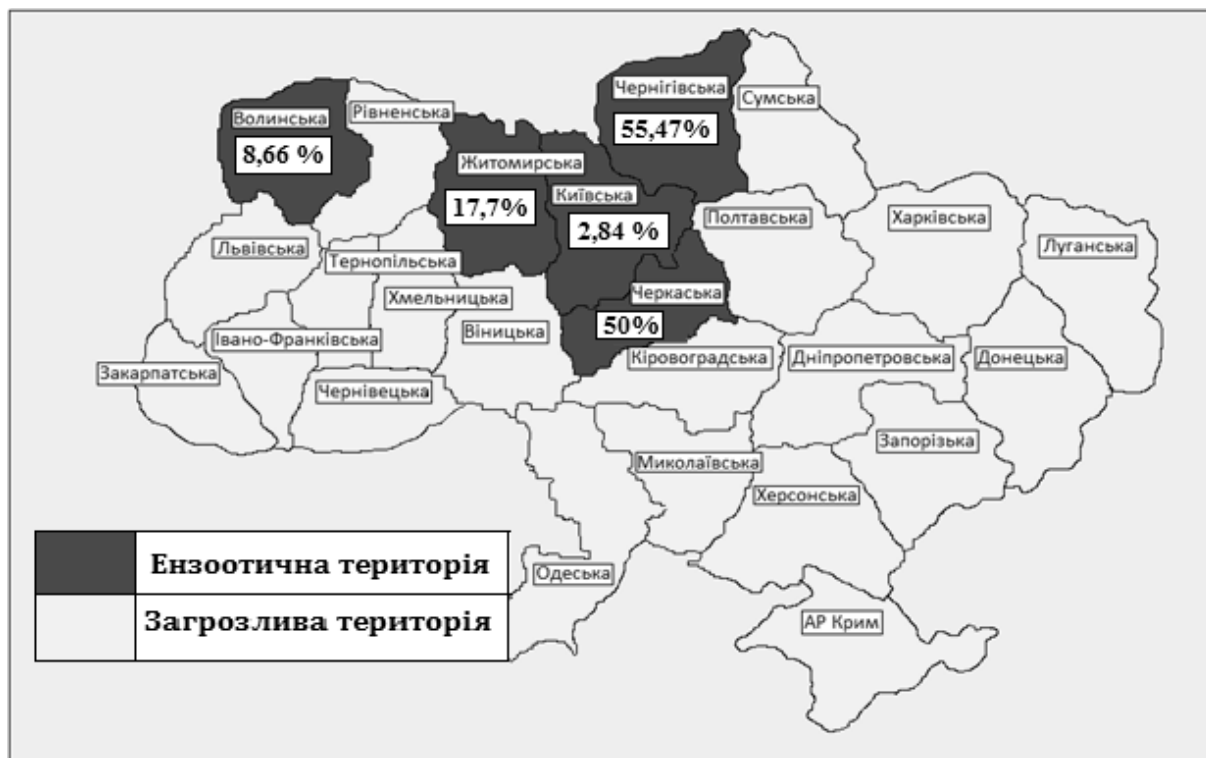 Чернігівська
55,47%
Сумська
Волинська
8,66 %
Рівненська
Житомирська
17,7%
Київська
2,84 %
Полтавська
Харківська
Луганська
Львівська
Тернопільська
Хмельницька
Черкаська
50%
Віницька
Івано-Франківська
Кіровоградська
Дніпропетровська
Донецька
Закарпатська
Чернівецька
Запорізька
Миколаївська
Херсонська
Одеська
АР Крим
Ензоотична територія
Загрозлива територія